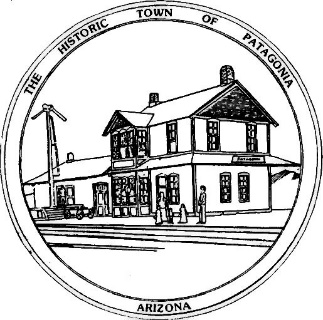 THE HISTORIC TOWN OF PATAGONIA
PATAGONIA
ARIZONA